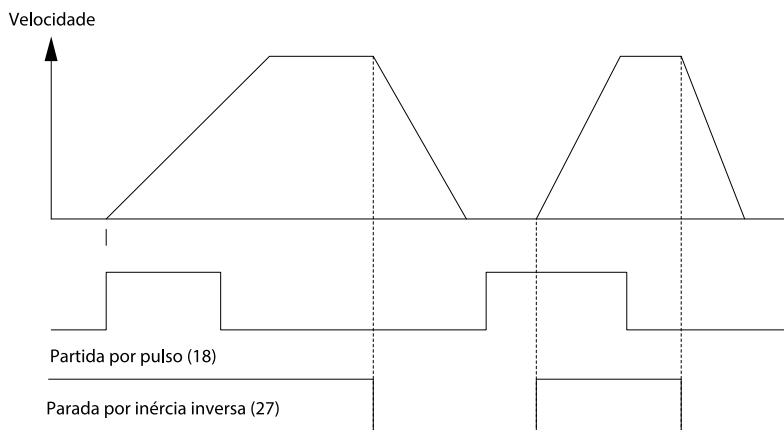 Velocidade
Partida por pulso (18)
Parada por inércia inversa (27)